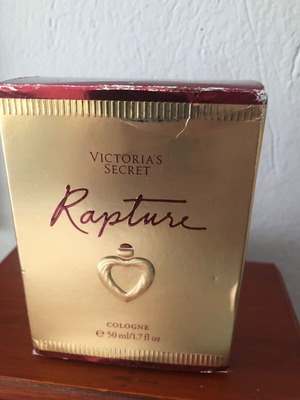 VICTORIA'S
SECRET
Rapture
COLOGNE
℮ 50 ml/1.7 fl oz